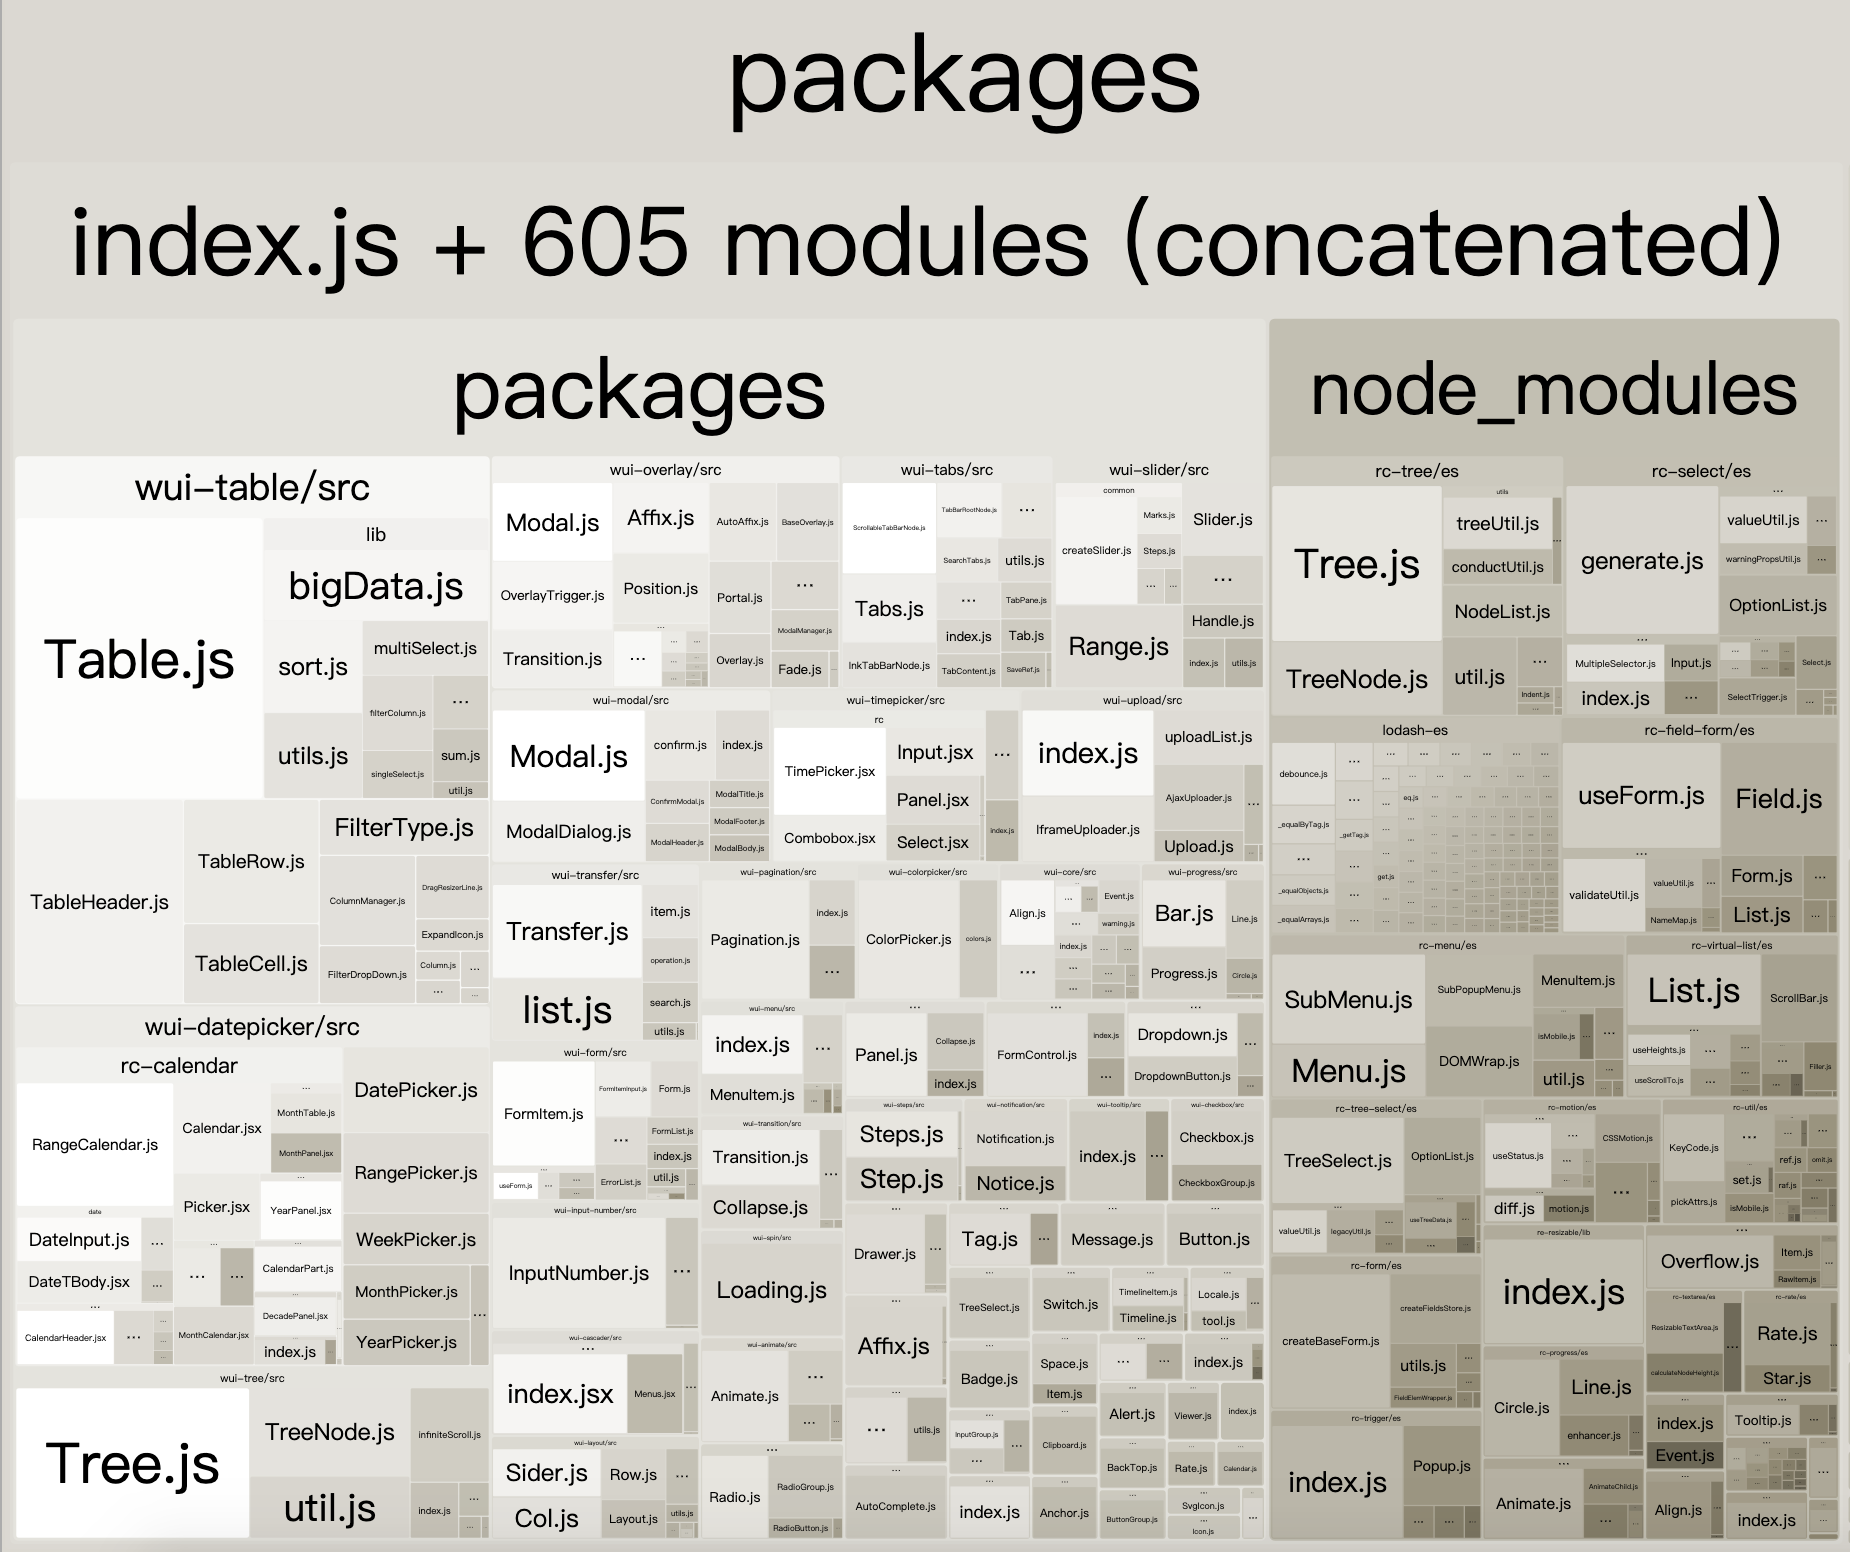 packages
index.js + 605 modules (concatenated)
packages
node_modules
wui-table/src
Table.js
lib
bigData.js
sort.js
multiSelect.js
filterColumn.js
...
utils.js
singleSelect.js
sum.js
util.js
TableHeader.js
TableRow.js
TableCell.js
FilterType.js
ColumnManager.js
DragResizerLine.js
ExpandIcon.js
FilterDropDown.js
Column.js
...
...
wui-datepicker/src
rc-calendar
RangeCalendar.js
Calendar.jsx
...
MonthTable.js
MonthPanel.jsx
Picker.jsx
...
YearPanel.jsx
date
DateInput.js
...
DateTBody.jsx
...
...
CalendarPart.js
...
CalendarHeader.jsx
...
MonthCalendar.js
DecadePanel.jsx
index.js
DatePicker.js
RangePicker.js
WeekPicker.js
MonthPicker.js
...
YearPicker.js
wui-tree/src
Tree.js
TreeNode.js
util.js
infiniteScroll.js
index.js
...
wui-overlay/src
Modal.js
Affix.js
AutoAffix.js
BaseOverlay.js
OverlayTrigger.js
Position.js
Portal.js
...
ModalManager.js
Transition.js
...
Overlay.js
Fade.js
wui-tabs/src
ScrollableTabBarNode.js
TabBarRootNode.js
...
SearchTabs.js
utils.js
Tabs.js
...
TabPane.js
index.js
Tab.js
InkTabBarNode.js
TabContent.js
SaveRef.js
wui-slider/src
common
createSlider.js
Marks.js
Steps.js
...
Slider.js
...
Range.js
Handle.js
index.js
utils.js
wui-modal/src
Modal.js
confirm.js
index.js
ConfirmModal.js
ModalTitle.js
ModalFooter.js
ModalDialog.js
ModalHeader.js
ModalBody.js
wui-timepicker/src
rc
TimePicker.jsx
Input.jsx
...
Panel.jsx
Combobox.jsx
Select.jsx
index.js
wui-upload/src
index.js
uploadList.js
AjaxUploader.js
...
IframeUploader.js
Upload.js
wui-transfer/src
Transfer.js
item.js
operation.js
list.js
search.js
utils.js
wui-pagination/src
Pagination.js
index.js
...
wui-colorpicker/src
ColorPicker.js
colors.js
wui-core/src
Align.js
...
Event.js
warning.js
index.js
...
wui-progress/src
Bar.js
Line.js
Progress.js
Circle.js
wui-menu/src
index.js
...
MenuItem.js
...
Panel.js
Collapse.js
index.js
...
FormControl.js
index.js
...
...
Dropdown.js
...
DropdownButton.js
...
wui-form/src
FormItem.js
FormItemInput.js
Form.js
...
FormList.js
index.js
useForm.js
...
ErrorList.js
util.js
wui-transition/src
Transition.js
...
Collapse.js
wui-steps/src
Steps.js
Step.js
wui-notification/src
Notification.js
Notice.js
wui-tooltip/src
index.js
...
wui-checkbox/src
Checkbox.js
CheckboxGroup.js
wui-input-number/src
InputNumber.js
...
wui-spin/src
Loading.js
...
Drawer.js
...
Tag.js
...
Message.js
Button.js
TreeSelect.js
Switch.js
TimelineItem.js
Timeline.js
Locale.js
tool.js
...
wui-cascader/src
...
index.jsx
Menus.jsx
...
wui-animate/src
Animate.js
...
Affix.js
Badge.js
Space.js
Item.js
...
index.js
wui-layout/src
Sider.js
Row.js
...
Col.js
Layout.js
utils.js
...
Radio.js
RadioGroup.js
RadioButton.js
...
utils.js
AutoComplete.js
InputGroup.js
...
index.js
Clipboard.js
Anchor.js
Alert.js
Viewer.js
index.js
BackTop.js
Rate.js
Calender.js
ButtonGroup.js
SvgIcon.js
Icon.js
...
rc-tree/es
Tree.js
utils
treeUtil.js
conductUtil.js
...
NodeList.js
TreeNode.js
util.js
...
Indent.js
rc-select/es
generate.js
...
valueUtil.js
...
warningPropsUtil.js
...
OptionList.js
...
MultipleSelector.js
Input.js
index.js
...
Select.js
SelectTrigger.js
lodash-es
debounce.js
...
_equalByTag.js
_getTag.js
eq.js
...
get.js
_equalObjects.js
_equalArrays.js
rc-field-form/es
useForm.js
Field.js
...
validateUtil.js
valueUtil.js
...
NameMap.js
Form.js
...
List.js
rc-menu/es
SubMenu.js
SubPopupMenu.js
MenuItem.js
isMobile.js
...
Menu.js
DOMWrap.js
util.js
rc-virtual-list/es
List.js
ScrollBar.js
...
useHeights.js
useScrollTo.js
Filler.js
rc-tree-select/es
TreeSelect.js
OptionList.js
...
valueUtil.js
legacyUtil.js
useTreeData.js
rc-motion/es
useStatus.js
...
CSSMotion.js
diff.js
motion.js
...
rc-util/es
KeyCode.js
...
ref.js
omit.js
set.js
raf.js
pickAttrs.js
isMobile.js
rc-form/es
createBaseForm.js
createFieldsStore.js
utils.js
...
FieldElemWrapper.js
rc-resizable/lib
index.js
...
Overflow.js
Item.js
RawItem.js
rc-textarea/es
ResizableTextArea.js
...
calculateNodeHeight.js
rc-rate/es
Rate.js
Star.js
rc-progress/es
Circle.js
Line.js
enhancer.js
index.js
Event.js
...
Tooltip.js
...
rc-trigger/es
index.js
Popup.js
...
...
Animate.js
AnimateChild.js
...
...
Align.js
index.js
...